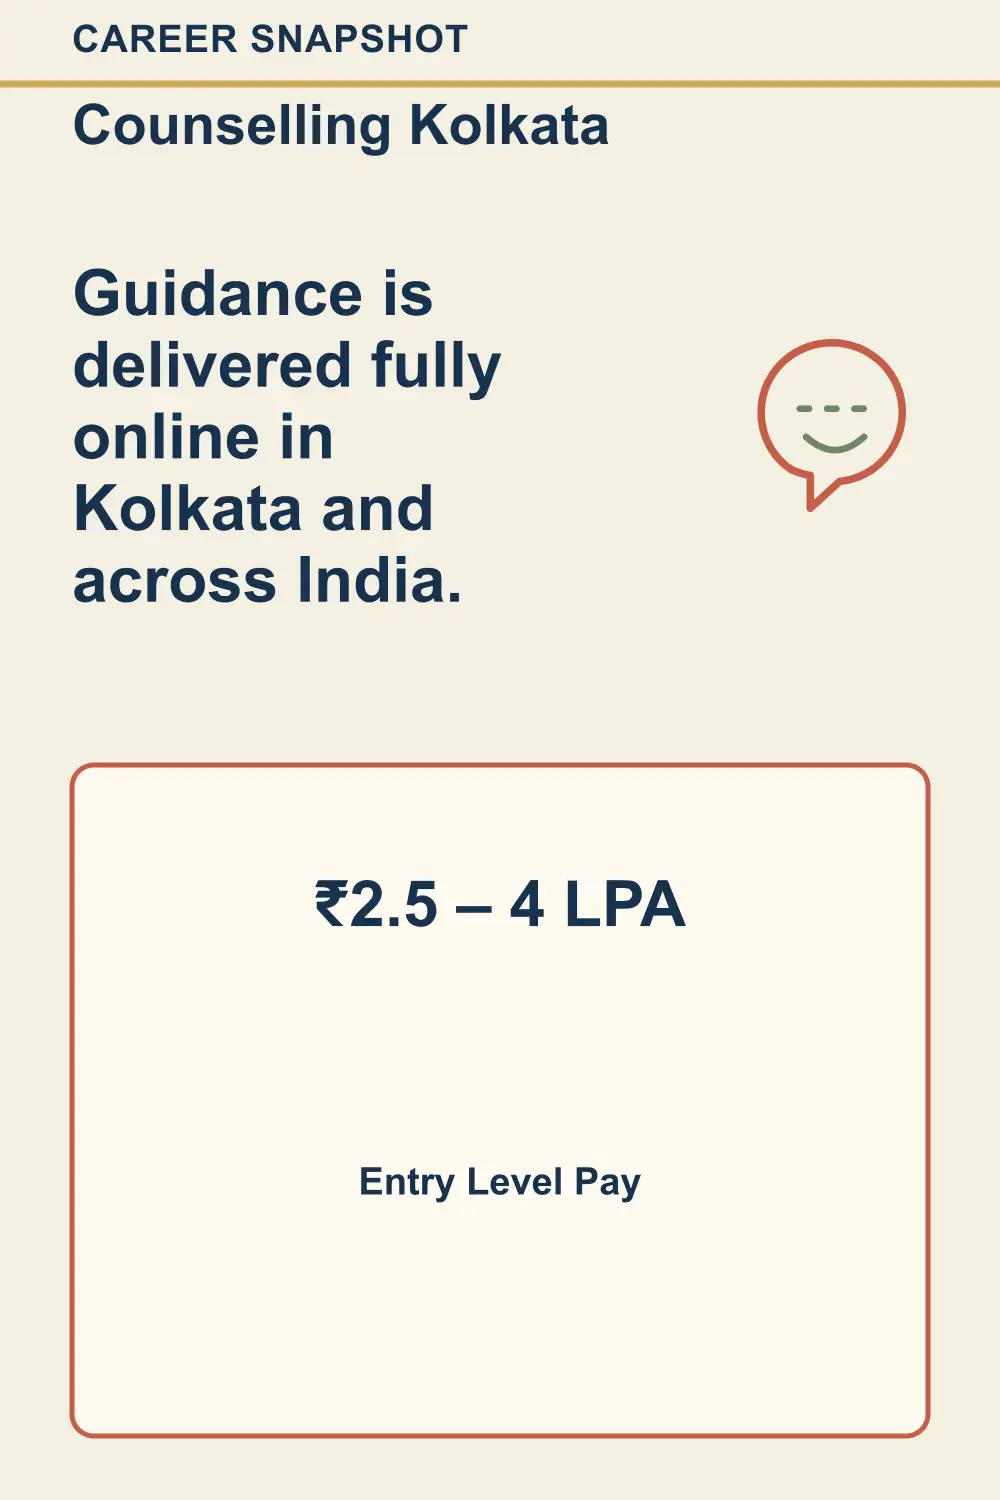 CAREER SNAPSHOT
Counselling Kolkata
Guidance is
delivered fully
online in
Kolkata and
across India.
₹2.5 – 4 LPA
Entry Level Pay